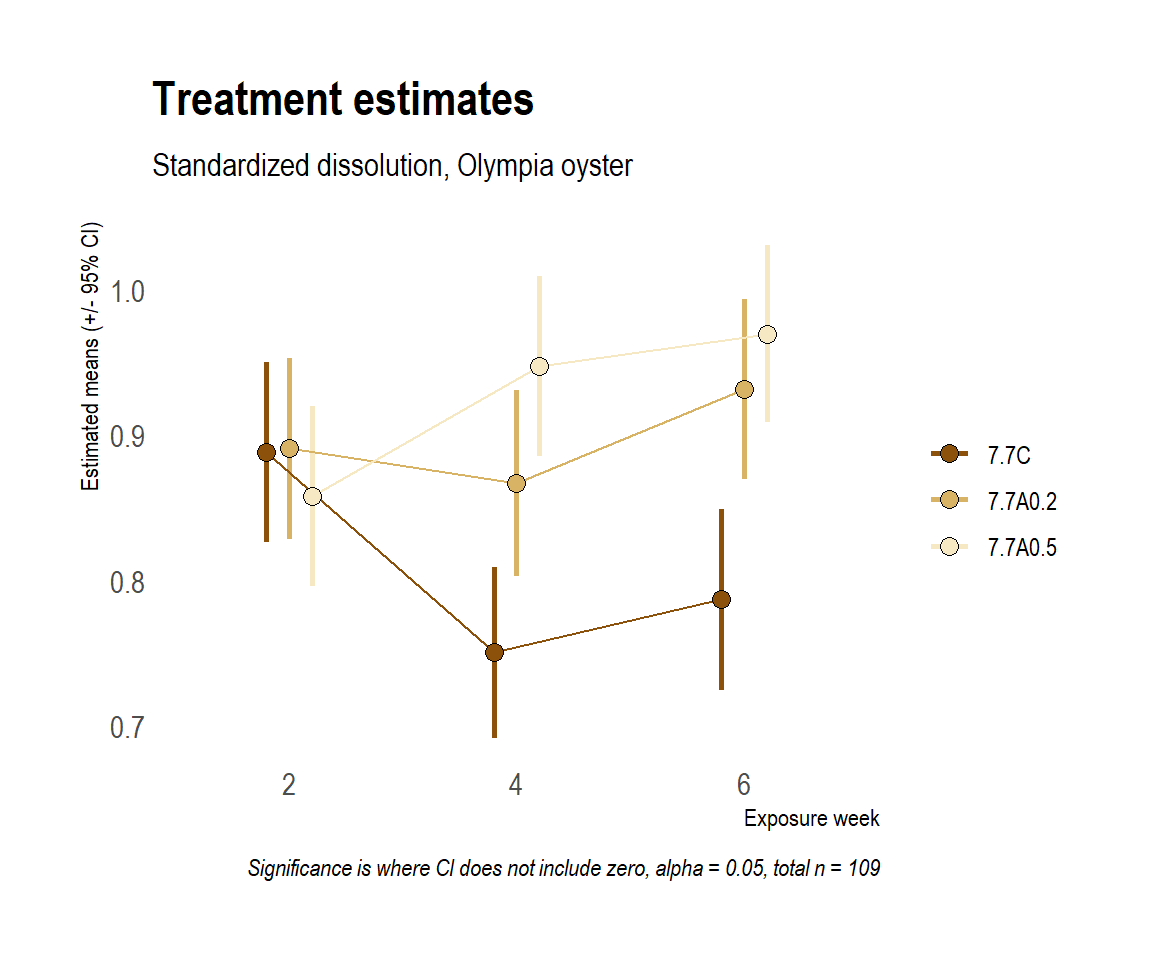 Treatment estimates
Standardized dissolution, Olympia oyster
Estimated means (+/- 95% CI)
1.0
0.9
0.8
0.7
2
4
6
Exposure week
7.7C
7.7A0.2
7.7A0.5
Significance is where CI does not include zero, alpha = 0.05, total n = 109